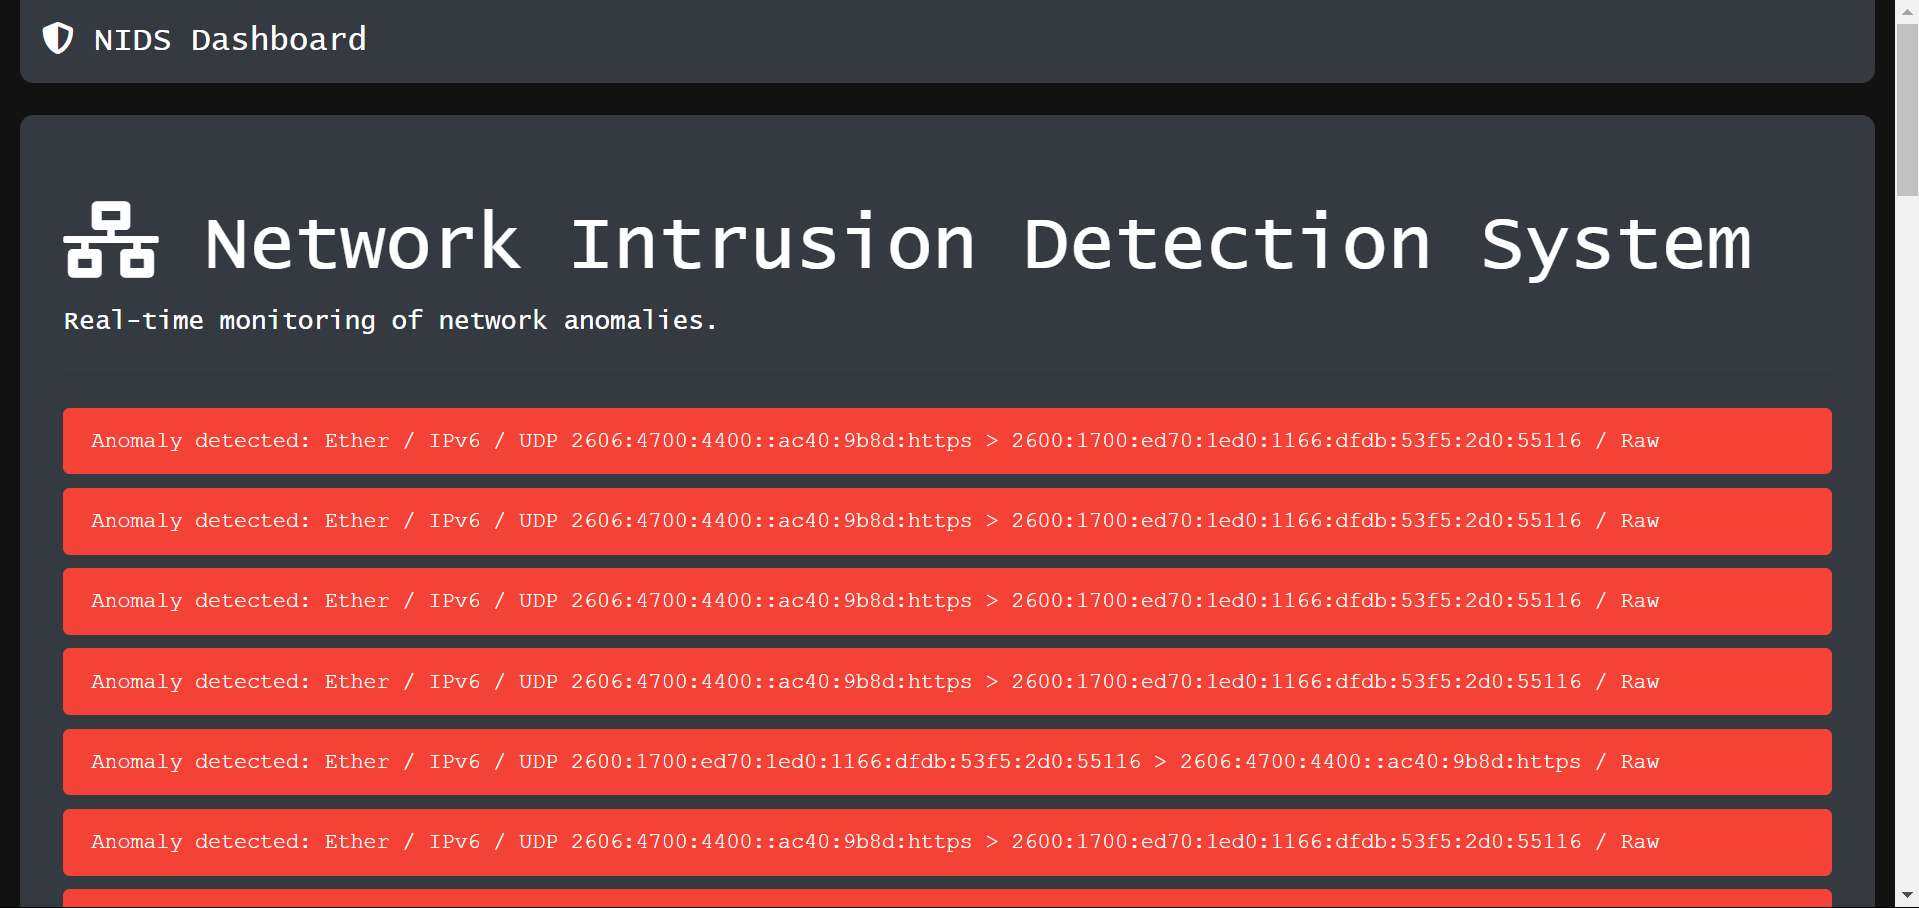 NIDS Dashboard
Network Intrusion Detection System
Real-time monitoring of network anomalies.
Anomaly detected: Ether / IPv6 / UDP 2606:4700:4400::ac40:9b8d:https > 2600:1700:ed70:1ed0:1166:dfdb:53f5:2d0:55116 / Raw
Anomaly detected: Ether / IPv6 / UDP 2606:4700:4400::ac40:9b8d:https > 2600:1700:ed70:1ed0:1166:dfdb:53f5:2d0:55116 / Raw
Anomaly detected: Ether / IPv6 / UDP 2606:4700:4400::ac40:9b8d:https > 2600:1700:ed70:1ed0:1166:dfdb:53f5:2d0:55116 / Raw
Anomaly detected: Ether / IPv6 / UDP 2606:4700:4400::ac40:9b8d:https > 2600:1700:ed70:1ed0:1166:dfdb:53f5:2d0:55116 / Raw
Anomaly detected: Ether / IPv6 / UDP 2600:1700:ed70:1ed0:1166:dfdb:53f5:2d0:55116 > 2606:4700:4400::ac40:9b8d:https / Raw
Anomaly detected: Ether / IPv6 / UDP 2606:4700:4400::ac40:9b8d:https > 2600:1700:ed70:1ed0:1166:dfdb:53f5:2d0:55116 / Raw